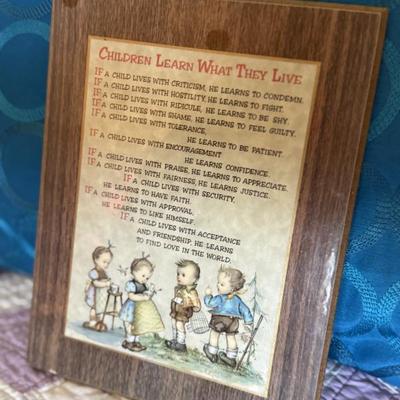 CHILDREN LEARN WHAT THEY LIVE
IF A CHILD LIVES WITH CRITICISM, HE LEARNS TO CONDEMN.
IF A CHILD LIVES WITH HOSTILITY, HE LEARNS TO FIGHT.
IF A CHILD LIVES WITH RIDICULE, HE LEARNS TO BE SHY.
IF A CHILD LIVES WITH SHAME, HE LEARNS TO FEEL GUILTY.
IF A CHILD LIVES WITH TOLERANCE,
HE LEARNS TO BE PATIENT
IF A CHILD LIVES WITH ENCOURAGEMENT
HE LEARNS CONFIDENCE.
IF A CHILD LIVES WITH PRAISE, HE LEARNS TO APPRECIATE.
IF A CHILD LIVES WITH FAIRNESS, HE LEARNS JUSTICE.
IF A CHILD LIVES WITH SECURITY,
HE LEARNS TO HAVE FAITH.
IF A CHILD LIVES WITH APPROVAL,
HE LEARNS TO LIKE HIMSELF.
IF A CHILD LIVES WITH ACCEPTANCE
AND FRIENDSHIP, HE LEARNS
TO FIND LOVE IN THE WORLD.